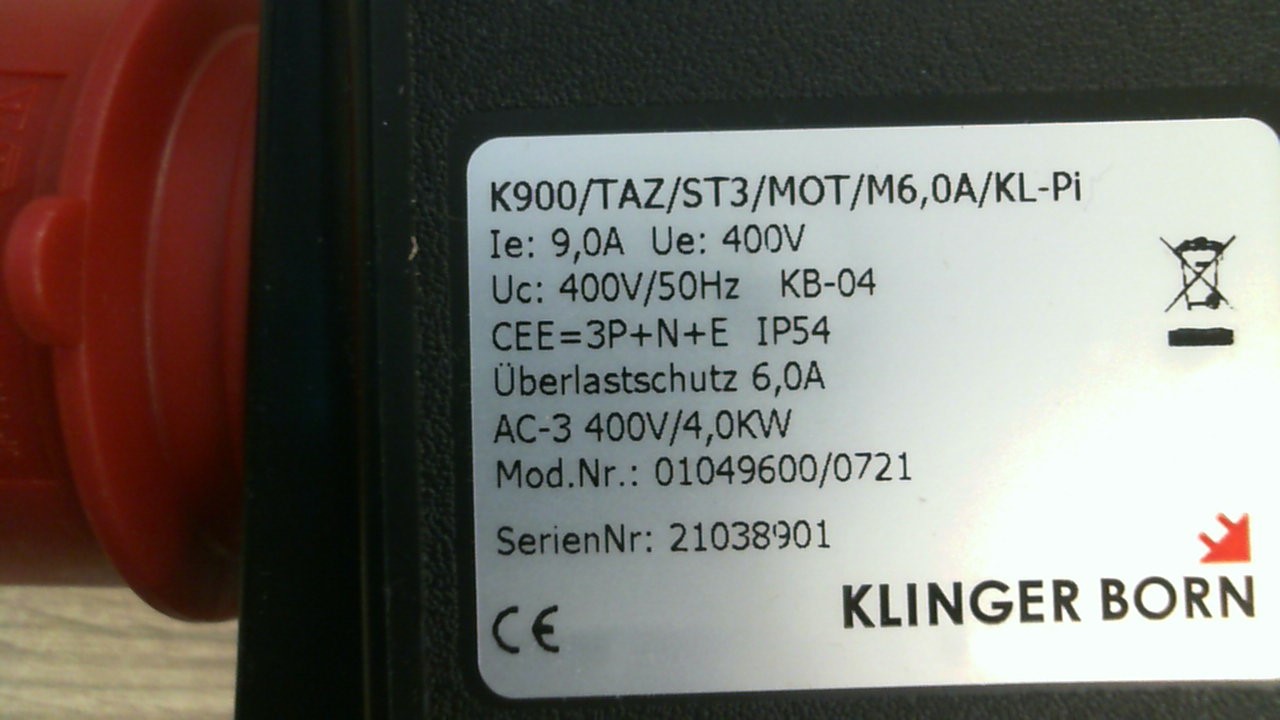 K900/TAZ/ST3/MOT/M6,0A/KL-Pi
Ie: 9,0A Ue: 400V
Uc: 400V/50Hz KB-04
CEE=3P+N+E IP54
Überlastschutz 6,0A
AC-3 400V/4,0KW
Mod.Nr.: 01049600/0721
SerienNr: 21038901
KLINGER BORN
CE